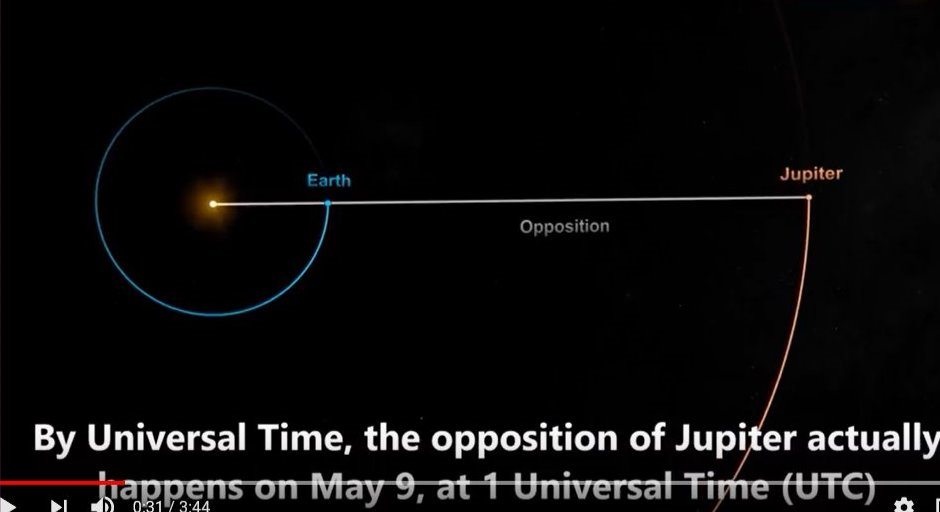 Earth
Jupiter
Opposition
By Universal Time, the opposition of Jupiter actually
happens on May 9, at 1 Universal Time (UTC)
0:31 / 3:44